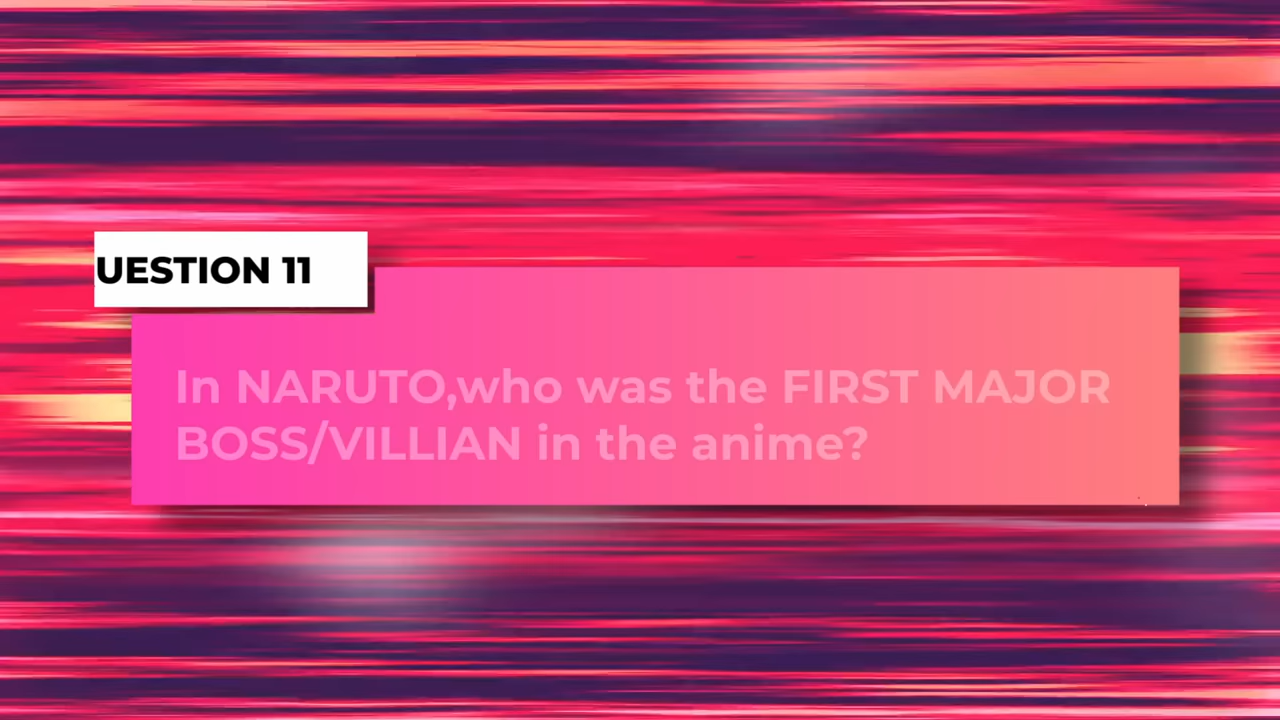 UESTION 11
In NARUTO,who was the FIRST MAJOR
BOSS/VILLIAN in the anime?